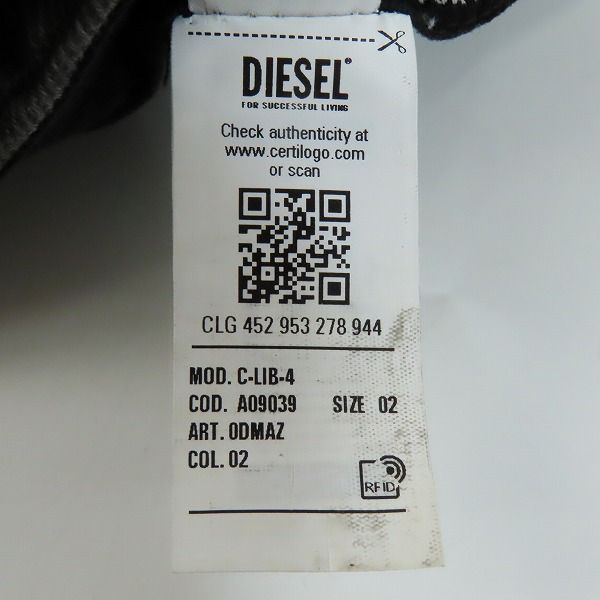 DIESEL®
FOR SUCCESSFUL LIVING
Check authenticity at
www.certilogo.com
or scan
CLG 452 953 278 944
MOD. C-LIB-4
COD. A09039 SIZE 02
ART. 0DMAZ
COL. 02
RFID